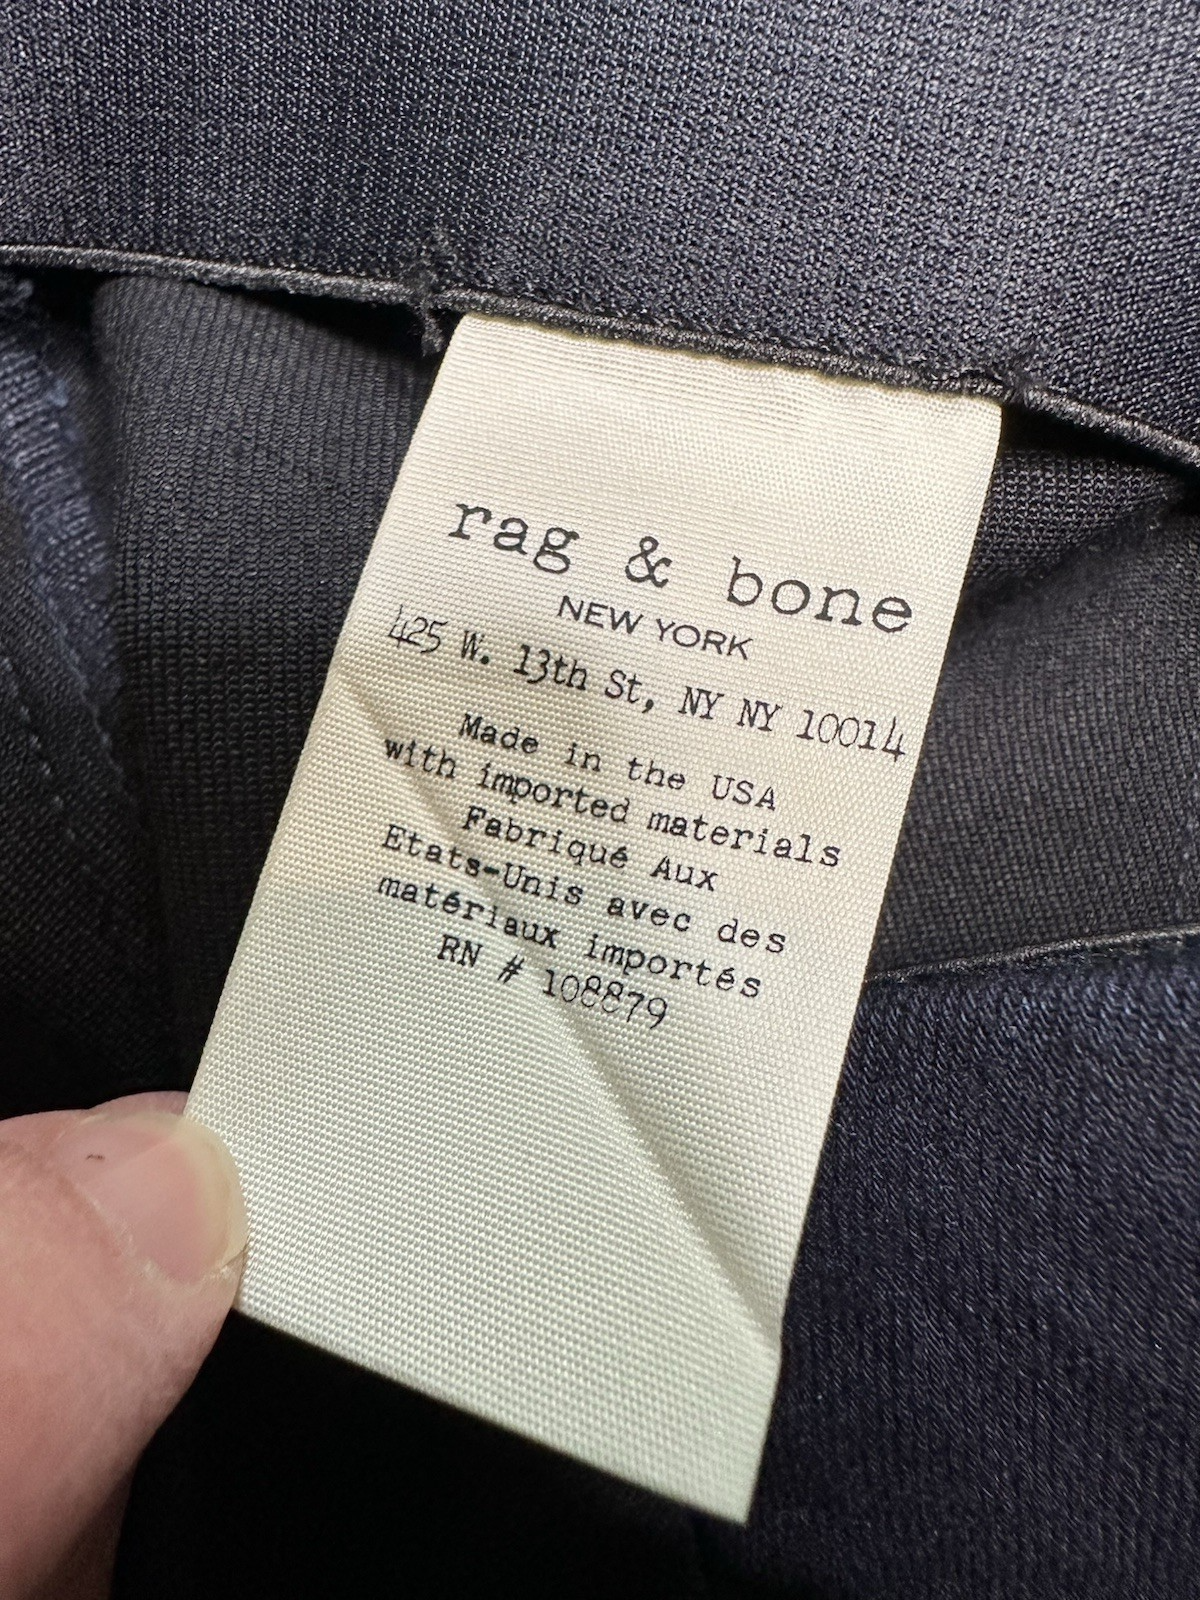 rag & bone
NEW YORK
425 W. 13th St, NY NY 10014
Made in the USA
with imported materials
Fabriqué Aux
Etats-Unis avec des
matériaux importés
RN # 108879